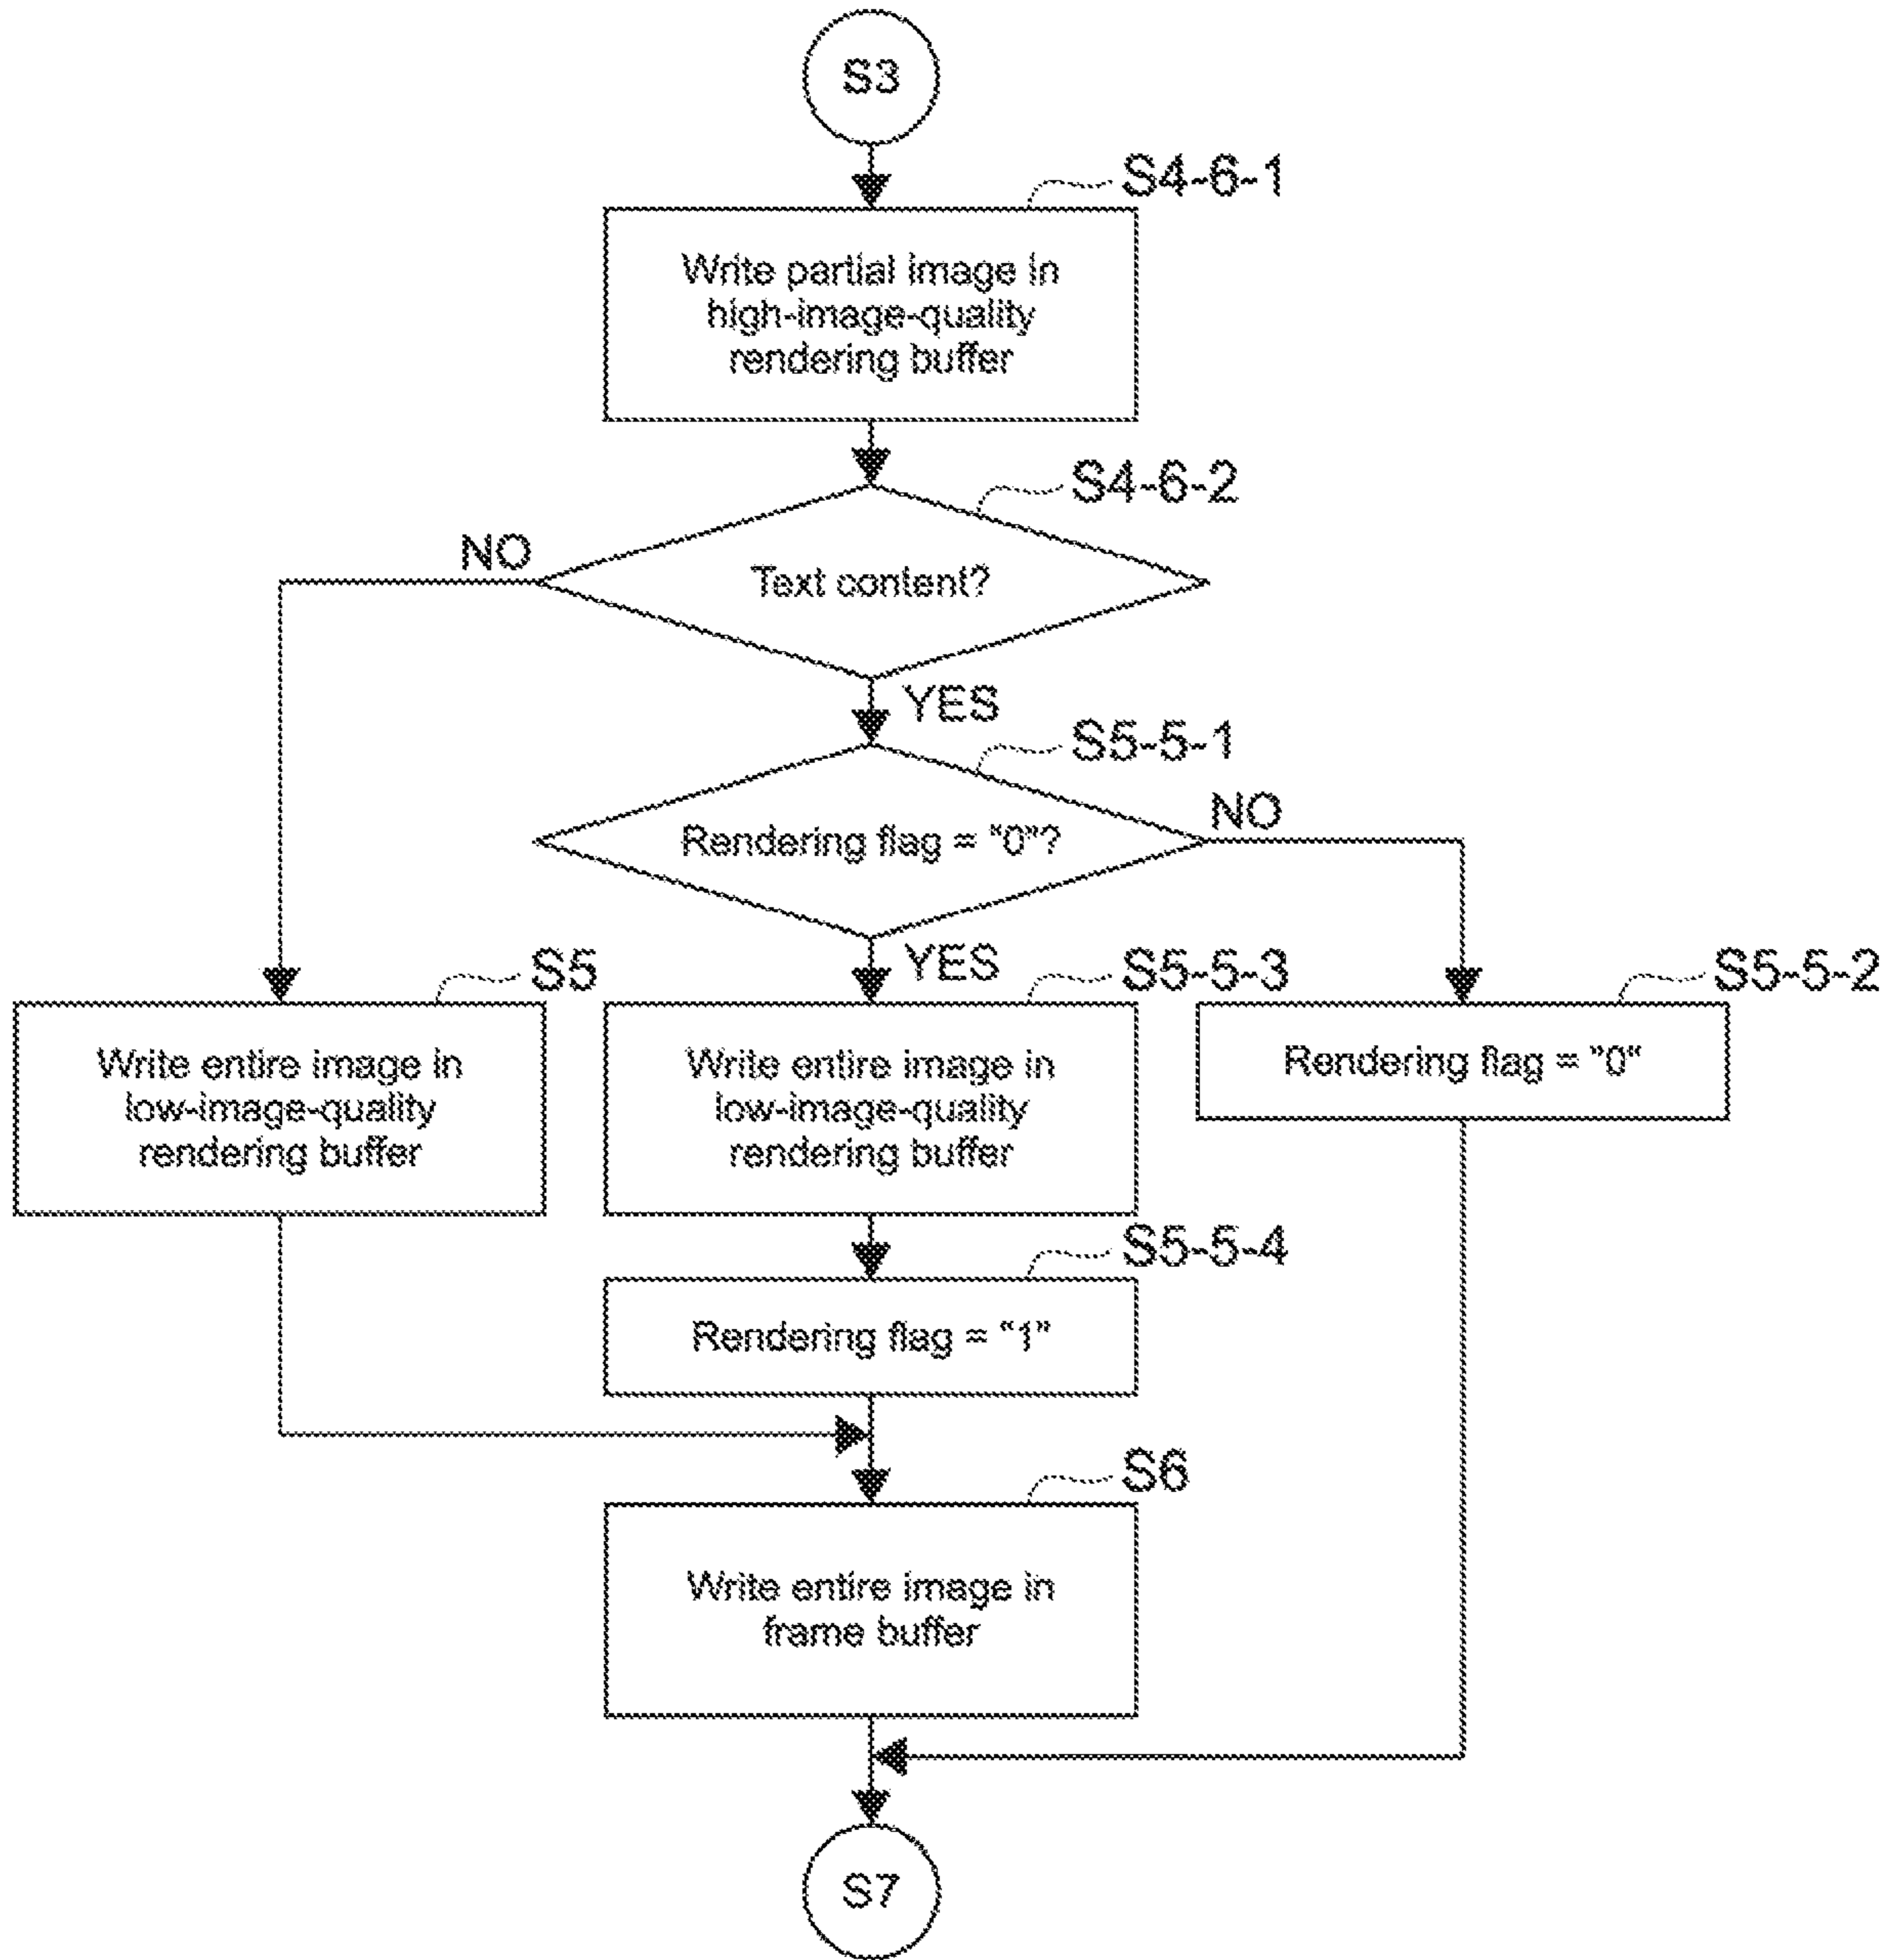 S3
S4-6-1
Write partial image in
high-image-quality
rendering buffer
S4-6-2
NO
Text content?
YES
S5-5-1
NO
Rendering flag = "0"?
YES
S5
S5-5-3
S5-5-2
Write entire image in
low-image-quality
rendering buffer
Write entire image in
low-image-quality
rendering buffer
Rendering flag = "0"
S5-5-4
Rendering flag = "1"
S6
Write entire image in
frame buffer
S7